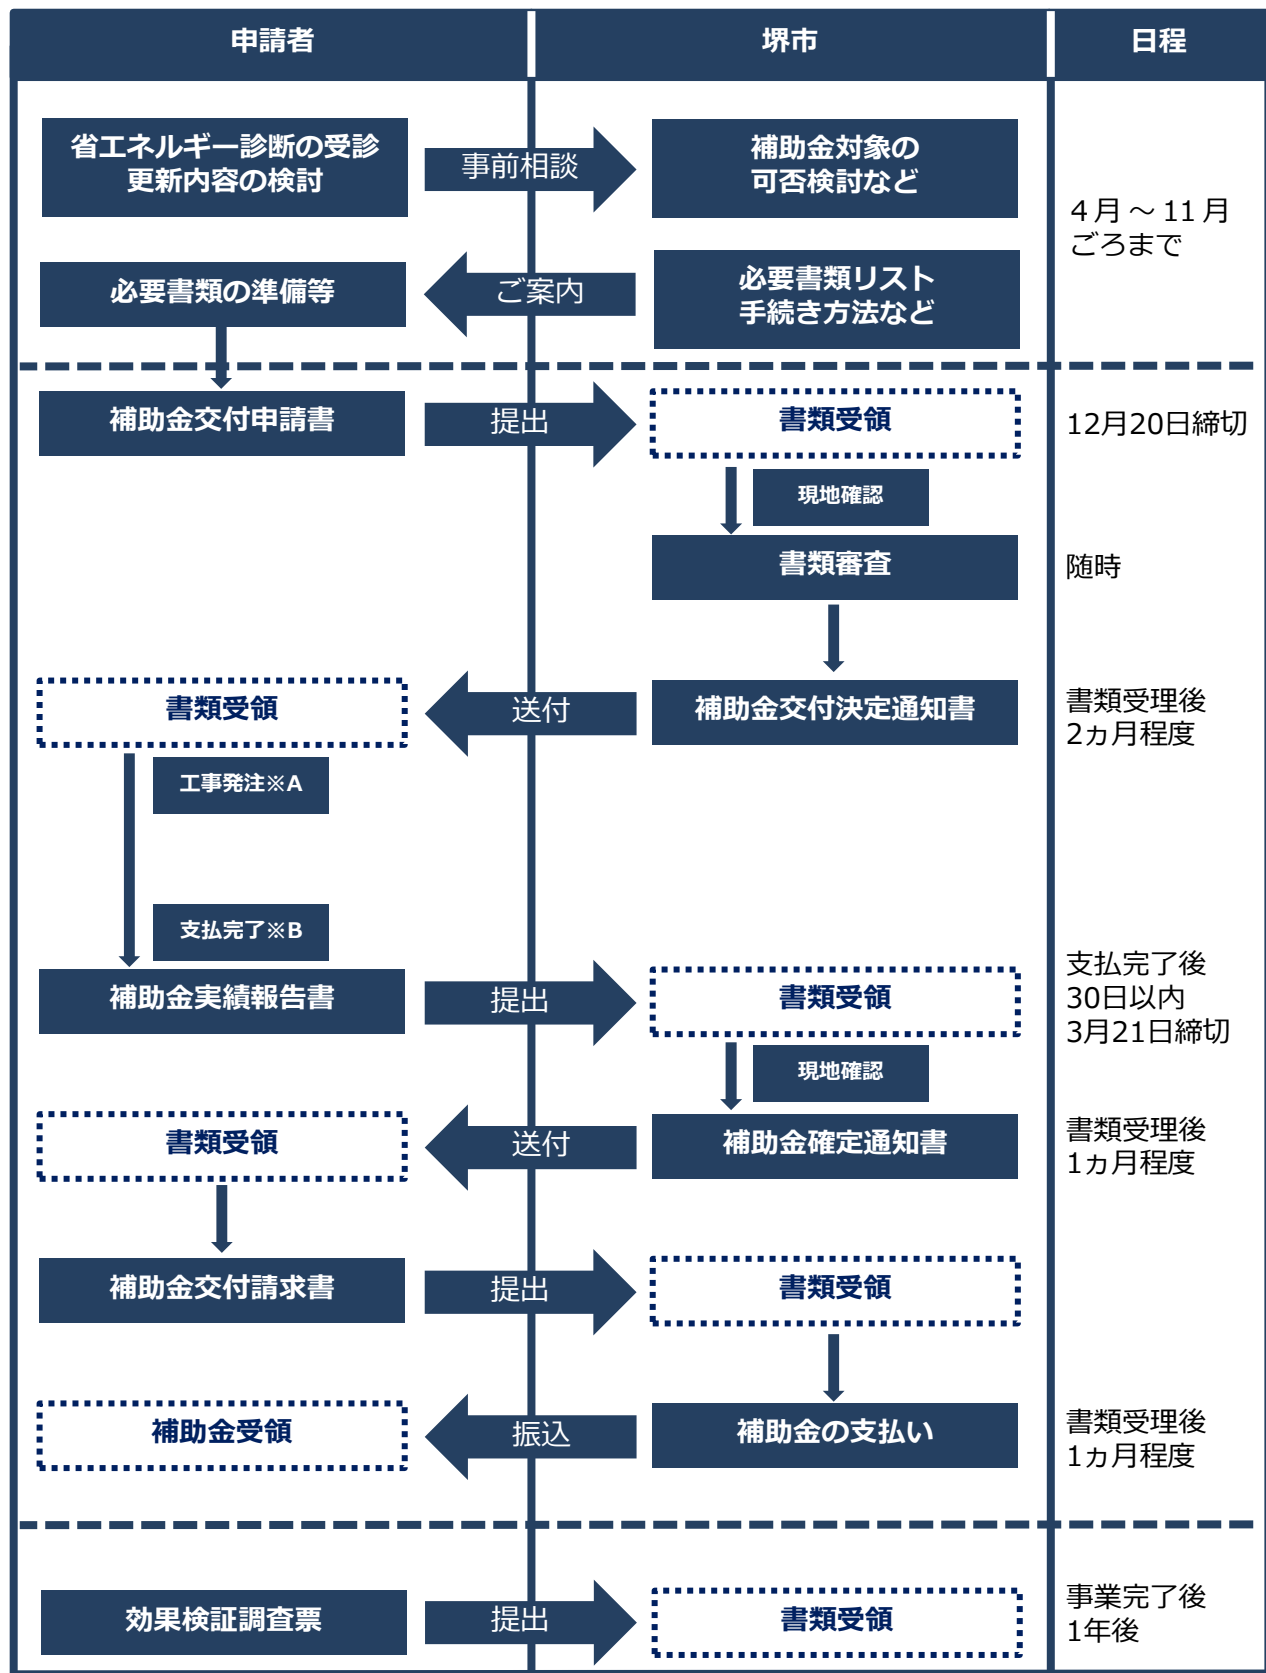 申請者
堺市
日程
省エネルギー診断の受診
更新内容の検討
事前相談
補助金対象の
可否検討など
4月～11月
ごろまで
必要書類の準備等
ご案内
必要書類リスト
手続き方法など
補助金交付申請書
提出
書類受領
12月20日締切
現地確認
書類審査
随時
書類受領
送付
補助金交付決定通知書
書類受理後
2ヵ月程度
工事発注※A
支払完了※B
補助金実績報告書
提出
書類受領
支払完了後
30日以内
3月21日締切
現地確認
書類受領
送付
補助金確定通知書
書類受理後
1ヵ月程度
補助金交付請求書
提出
書類受領
補助金受領
振込
補助金の支払い
書類受理後
1ヵ月程度
効果検証調査票
提出
書類受領
事業完了後
1年後